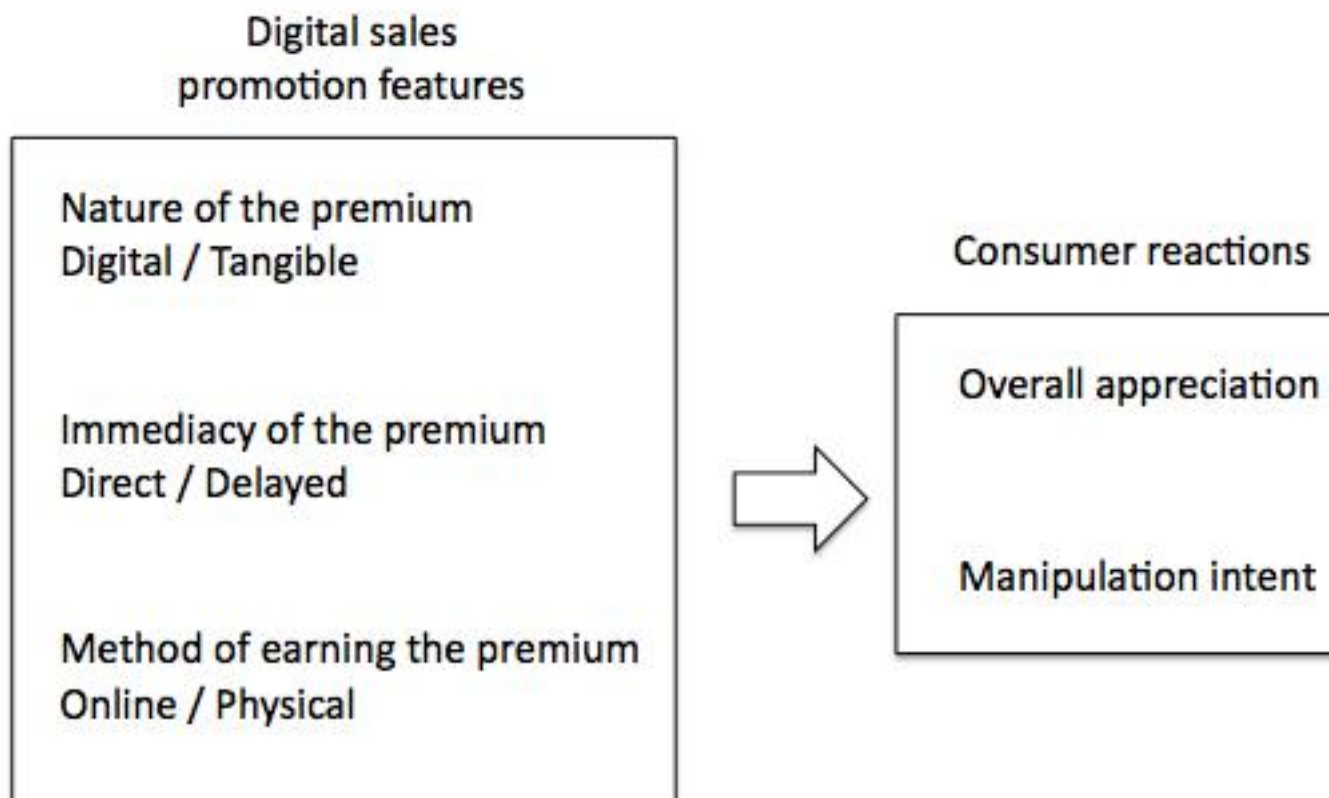 Digital sales
promotion features
Nature of the premium
Digital / Tangible
Immediacy of the premium
Direct / Delayed
Method of earning the premium
Online / Physical
Consumer reactions
Overall appreciation
Manipulation intent